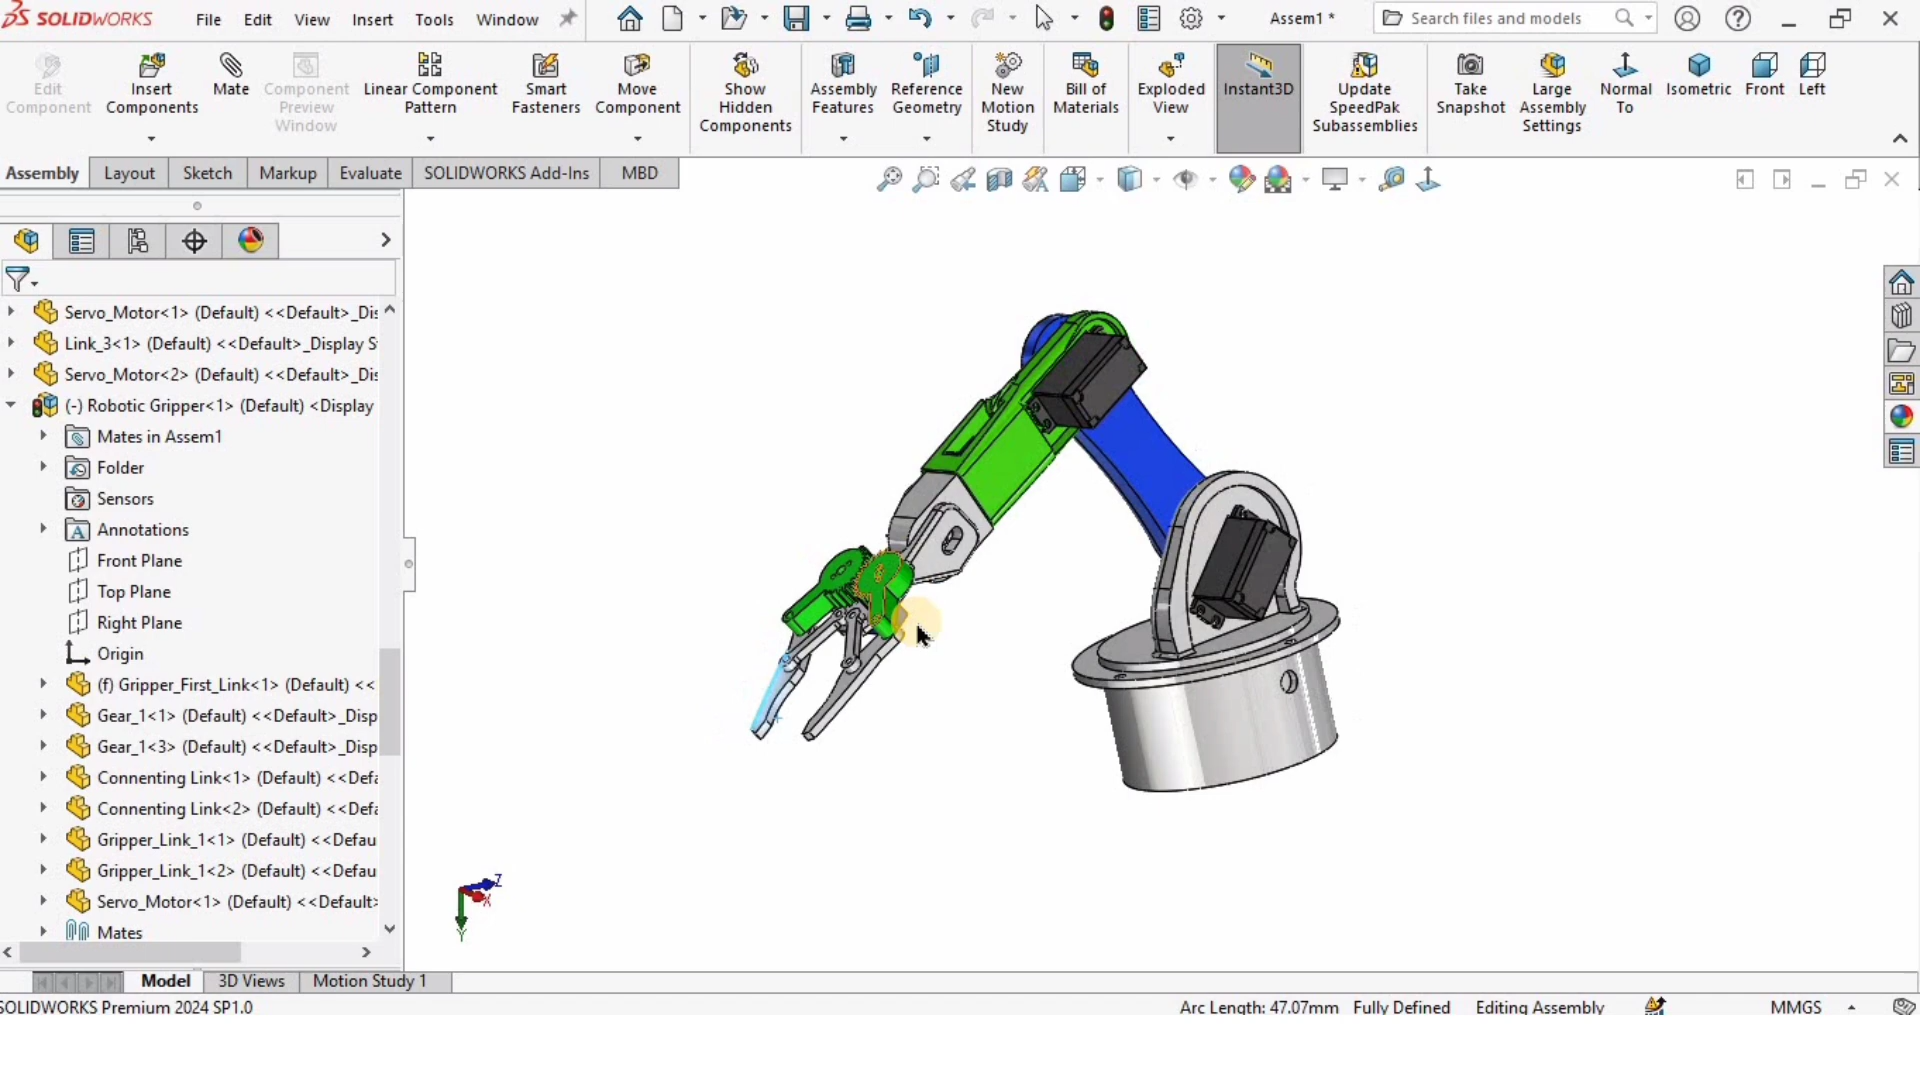 SOLIDWORKS File Edit View Insert Tools Window Assem1 * Search files and models
Edit Component
Insert Components
Mate
Component Preview Window
Linear Component Pattern
Smart Fasteners
Move Component
Show Hidden Components
Assembly Features
Reference Geometry
New Motion Study
Bill of Materials
Exploded View
Instant3D
Update SpeedPak Subassemblies
Take Snapshot
Large Assembly Settings
Normal To
Isometric
Front
Left
Assembly Layout Sketch Markup Evaluate SOLIDWORKS Add-Ins MBD
Servo_Motor<1> (Default) <<Default>_Dis
Link_3<1> (Default) <<Default>_Display S
Servo_Motor<2> (Default) <<Default>_Dis
(-) Robotic Gripper<1> (Default) <Display
Mates in Assem1
Folder
Sensors
Annotations
Front Plane
Top Plane
Right Plane
Origin
(f) Gripper_First_Link<1> (Default) <<
Gear_1<1> (Default) <<Default>_Disp
Gear_1<3> (Default) <<Default>_Disp
Connenting Link<1> (Default) <<Defa
Connenting Link<2> (Default) <<Defa
Gripper_Link_1<1> (Default) <<Defau
Gripper_Link_1<2> (Default) <<Defau
Servo_Motor<1> (Default) <<Default>
Mates
Z
X
Y
Model 3D Views Motion Study 1
SOLIDWORKS Premium 2024 SP1.0 Arc Length: 47.07mm Fully Defined Editing Assembly MMGS